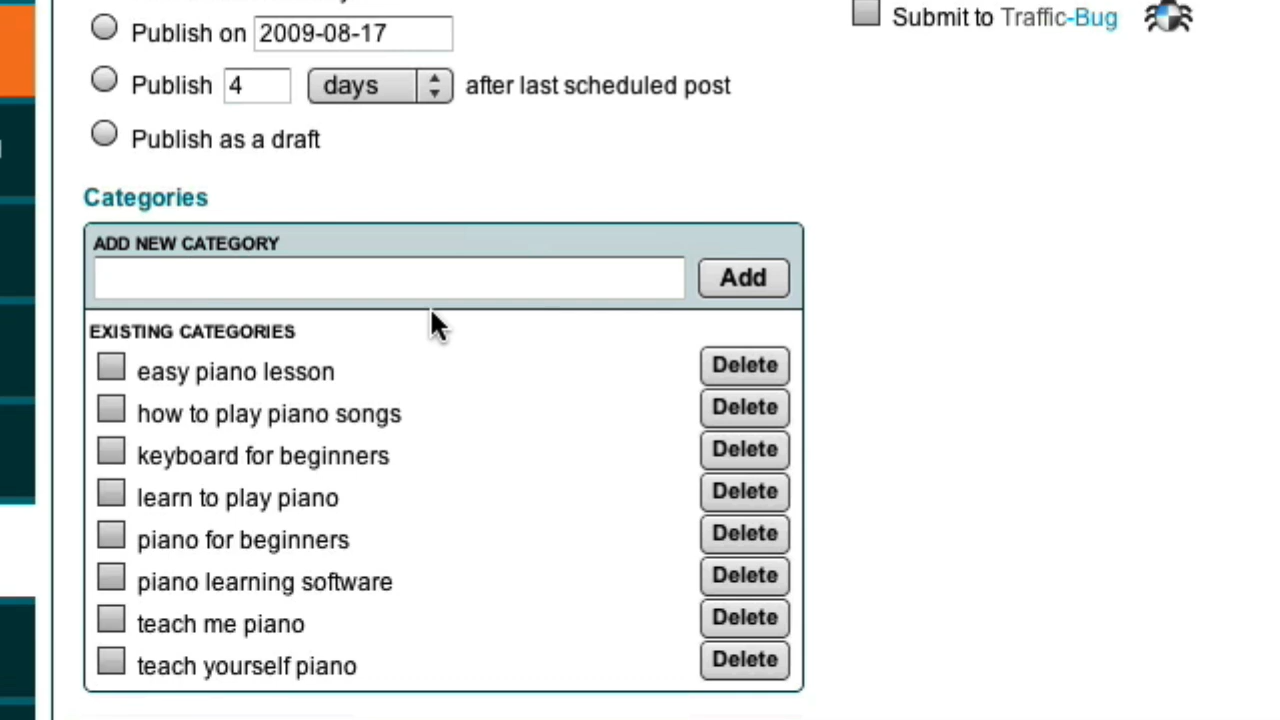 Publish on 2009-08-17
Submit to Traffic-Bug
Publish 4 days after last scheduled post
Publish as a draft
Categories
ADD NEW CATEGORY
Add
EXISTING CATEGORIES
easy piano lesson Delete
how to play piano songs Delete
keyboard for beginners Delete
learn to play piano Delete
piano for beginners Delete
piano learning software Delete
teach me piano Delete
teach yourself piano Delete